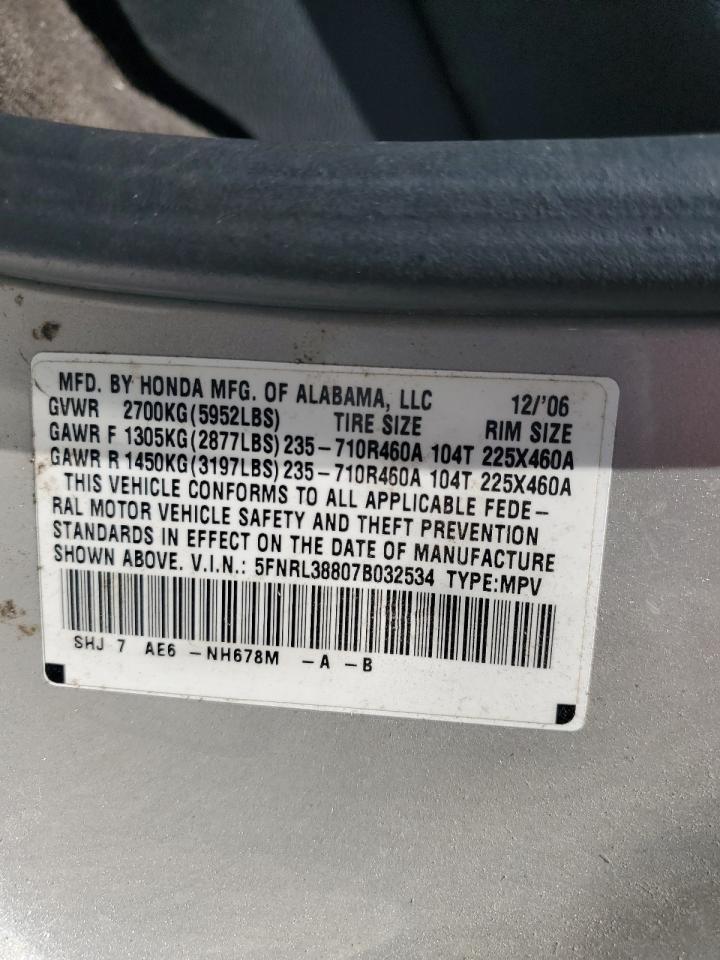 MFD. BY HONDA MFG. OF ALABAMA, LLC 12/'06
GVWR 2700KG(5952LBS) TIRE SIZE RIM SIZE
GAWR F 1305KG(2877LBS) 235-710R460A 104T 225X460A
GAWR R 1450KG(3197LBS) 235-710R460A 104T 225X460A
THIS VEHICLE CONFORMS TO ALL APPLICABLE FEDE-
RAL MOTOR VEHICLE SAFETY AND THEFT PREVENTION
STANDARDS IN EFFECT ON THE DATE OF MANUFACTURE
SHOWN ABOVE. V.I.N.: 5FNRL38807B032534 TYPE:MPV
SHJ 7 AE6 -NH678M -A -B